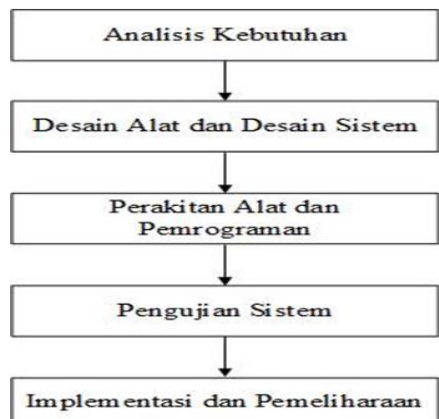 Analisis Kebutuhan
Desain Alat dan Desain Sistem
Perakitan Alat dan
Pemrograman
Pengujian Sistem
Implementasi dan Pemeliharaan